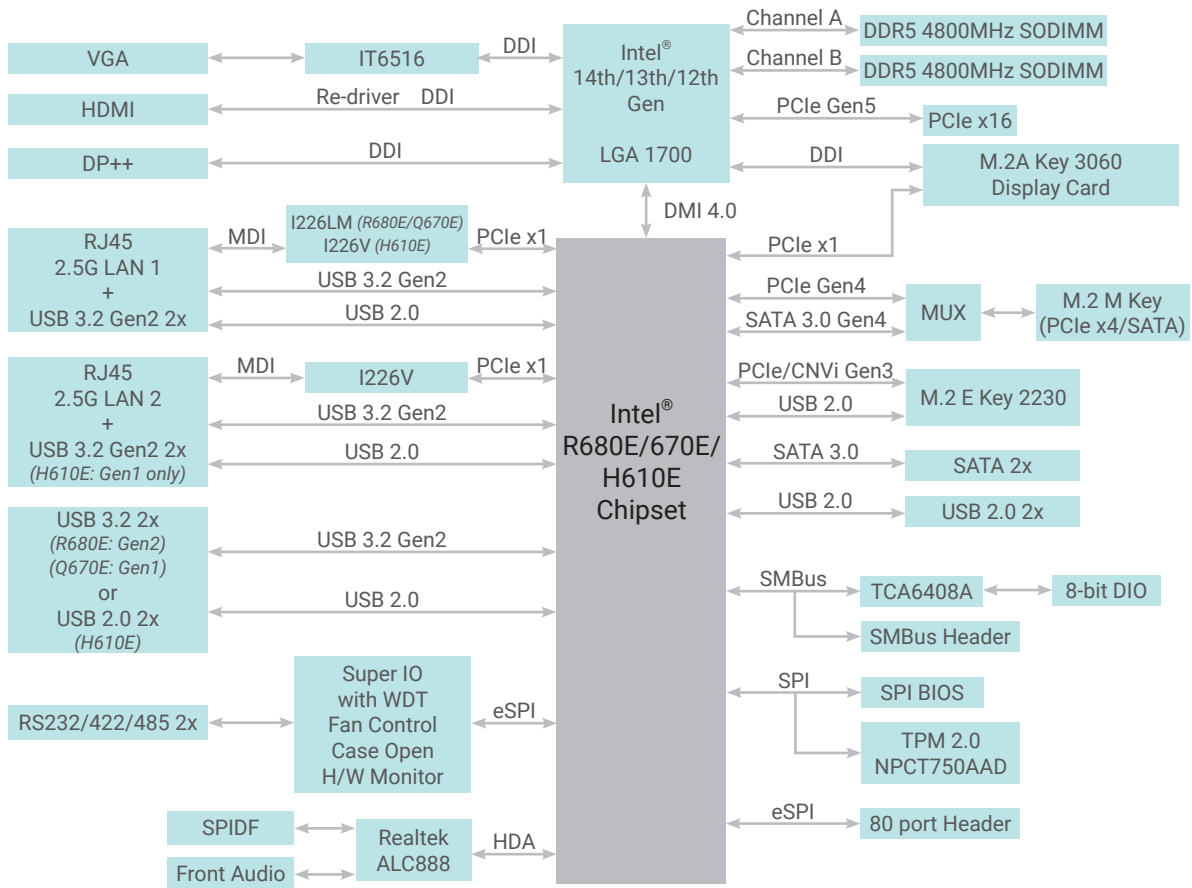 VGA
IT6516
DDI
HDMI
Re-driver DDI
DP++
DDI
Intel®
14th/13th/12th
Gen
LGA 1700
Channel A
DDR5 4800MHz SODIMM
Channel B
DDR5 4800MHz SODIMM
PCIe Gen5
PCIe x16
DDI
M.2A Key 3060
Display Card
DMI 4.0
PCIe x1
RJ45
2.5G LAN 1
+
USB 3.2 Gen2 2x
MDI
I226LM (R680E/Q670E)
I226V (H610E)
PCIe x1
USB 3.2 Gen2
USB 2.0
RJ45
2.5G LAN 2
+
USB 3.2 Gen2 2x
(H610E: Gen1 only)
MDI
I226V
PCIe x1
USB 3.2 Gen2
USB 2.0
USB 3.2 2x
(R680E: Gen2)
(Q670E: Gen1)
or
USB 2.0 2x
(H610E)
USB 3.2 Gen2
USB 2.0
RS232/422/485 2x
Super IO
with WDT
Fan Control
Case Open
H/W Monitor
eSPI
SPIDF
Front Audio
Realtek
ALC888
HDA
Intel®
R680E/670E/
H610E
Chipset
PCIe Gen4
SATA 3.0 Gen4
MUX
M.2 M Key
(PCIe x4/SATA)
PCIe/CNVi Gen3
USB 2.0
M.2 E Key 2230
SATA 3.0
SATA 2x
USB 2.0
USB 2.0 2x
SMBus
TCA6408A
8-bit DIO
SMBus Header
SPI
SPI BIOS
TPM 2.0
NPCT750AAD
eSPI
80 port Header